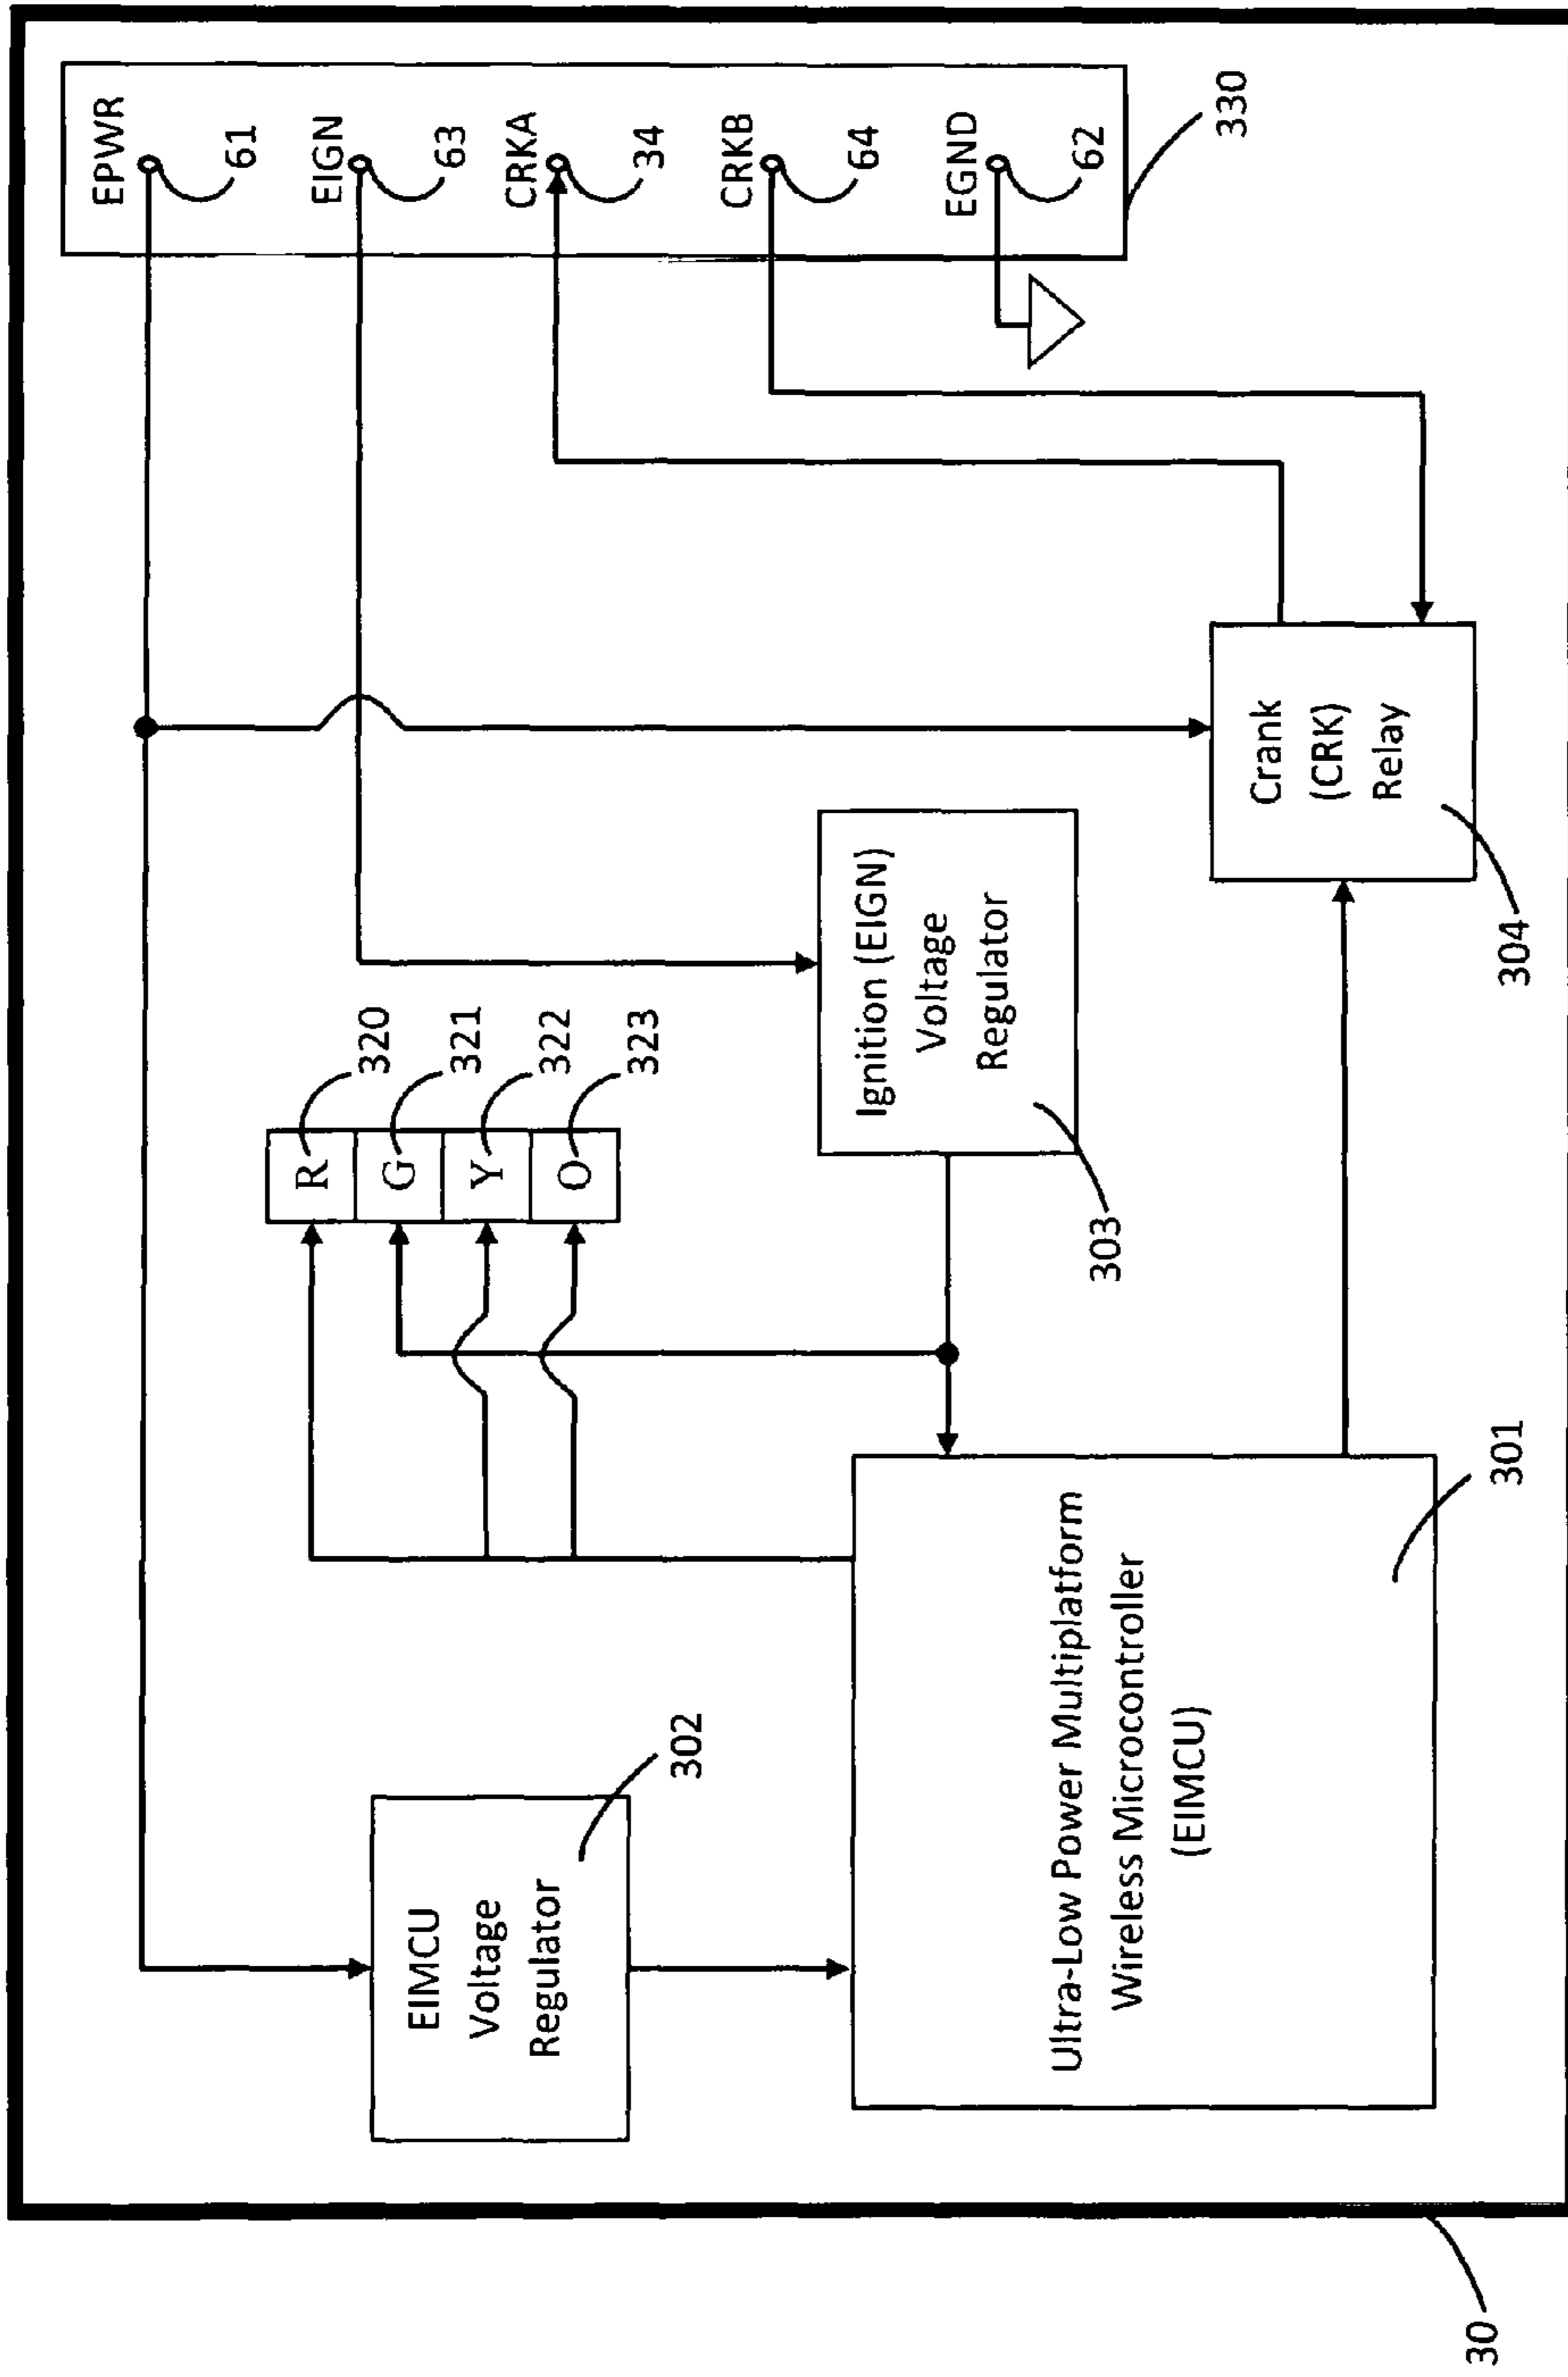 EPWR
61
EIGN
63
CRKA
34
CRKB
64
EGND
62
330
R
320
G
321
Y
322
O
323
EIMCU
Voltage
Regulator
302
Ignition (EIGN)
Voltage
Regulator
303
Crank
(CRK)
Relay
304
Ultra-Low Power Multiplatform
Wireless Microcontroller
(EIMCU)
301
30